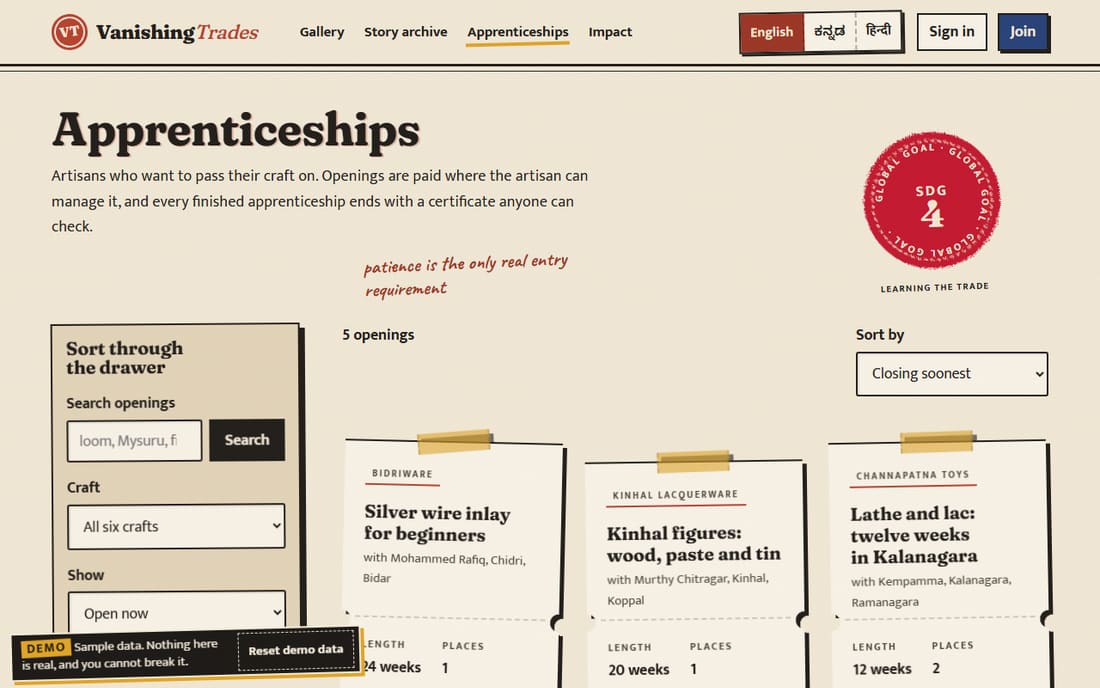 VT VanishingTrades Gallery Story archive Apprenticeships Impact English ಕನ್ನಡ हिन्दी Sign in Join
Apprenticeships
Artisans who want to pass their craft on. Openings are paid where the artisan can
manage it, and every finished apprenticeship ends with a certificate anyone can
check.
patience is the only real entry
requirement
GLOBAL GOAL · GLOBAL GOAL · GLOBAL GOAL ·
SDG
4
LEARNING THE TRADE
Sort through
the drawer
Search openings
loom, Mysuru, f
Search
Craft
All six crafts
Show
Open now
5 openings
Sort by
Closing soonest
BIDRIWARE
Silver wire inlay
for beginners
with Mohammed Rafiq, Chidri,
Bidar
LENGTH PLACES
24 weeks 1
KINHAL LACQUERWARE
Kinhal figures:
wood, paste and tin
with Murthy Chitragar, Kinhal,
Koppal
LENGTH PLACES
20 weeks 1
CHANNAPATNA TOYS
Lathe and lac:
twelve weeks
in Kalanagara
with Kempamma, Kalanagara,
Ramanagara
LENGTH PLACES
12 weeks 2
DEMO Sample data. Nothing here
is real, and you cannot break it.
Reset demo data